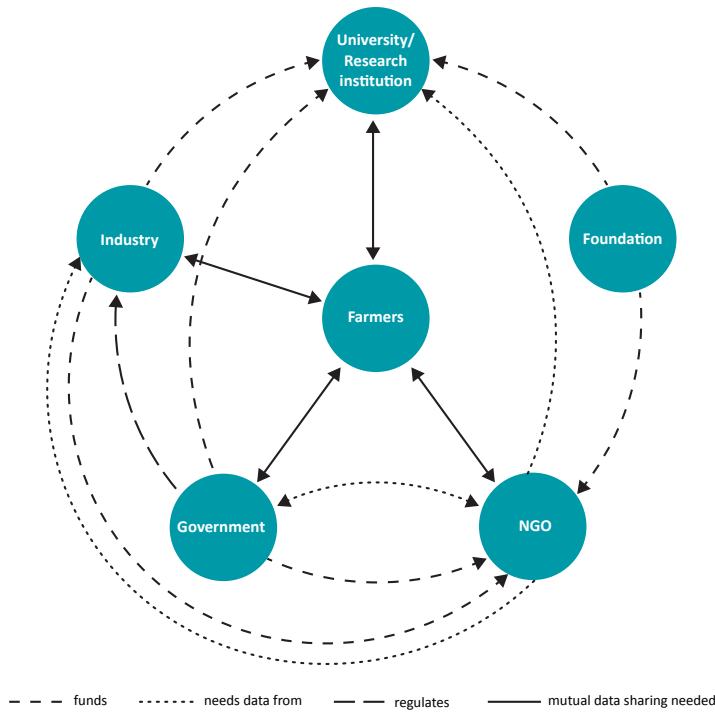 University/
Research
institution
Industry
Foundation
Farmers
Government
NGO
funds
needs data from
regulates
mutual data sharing needed